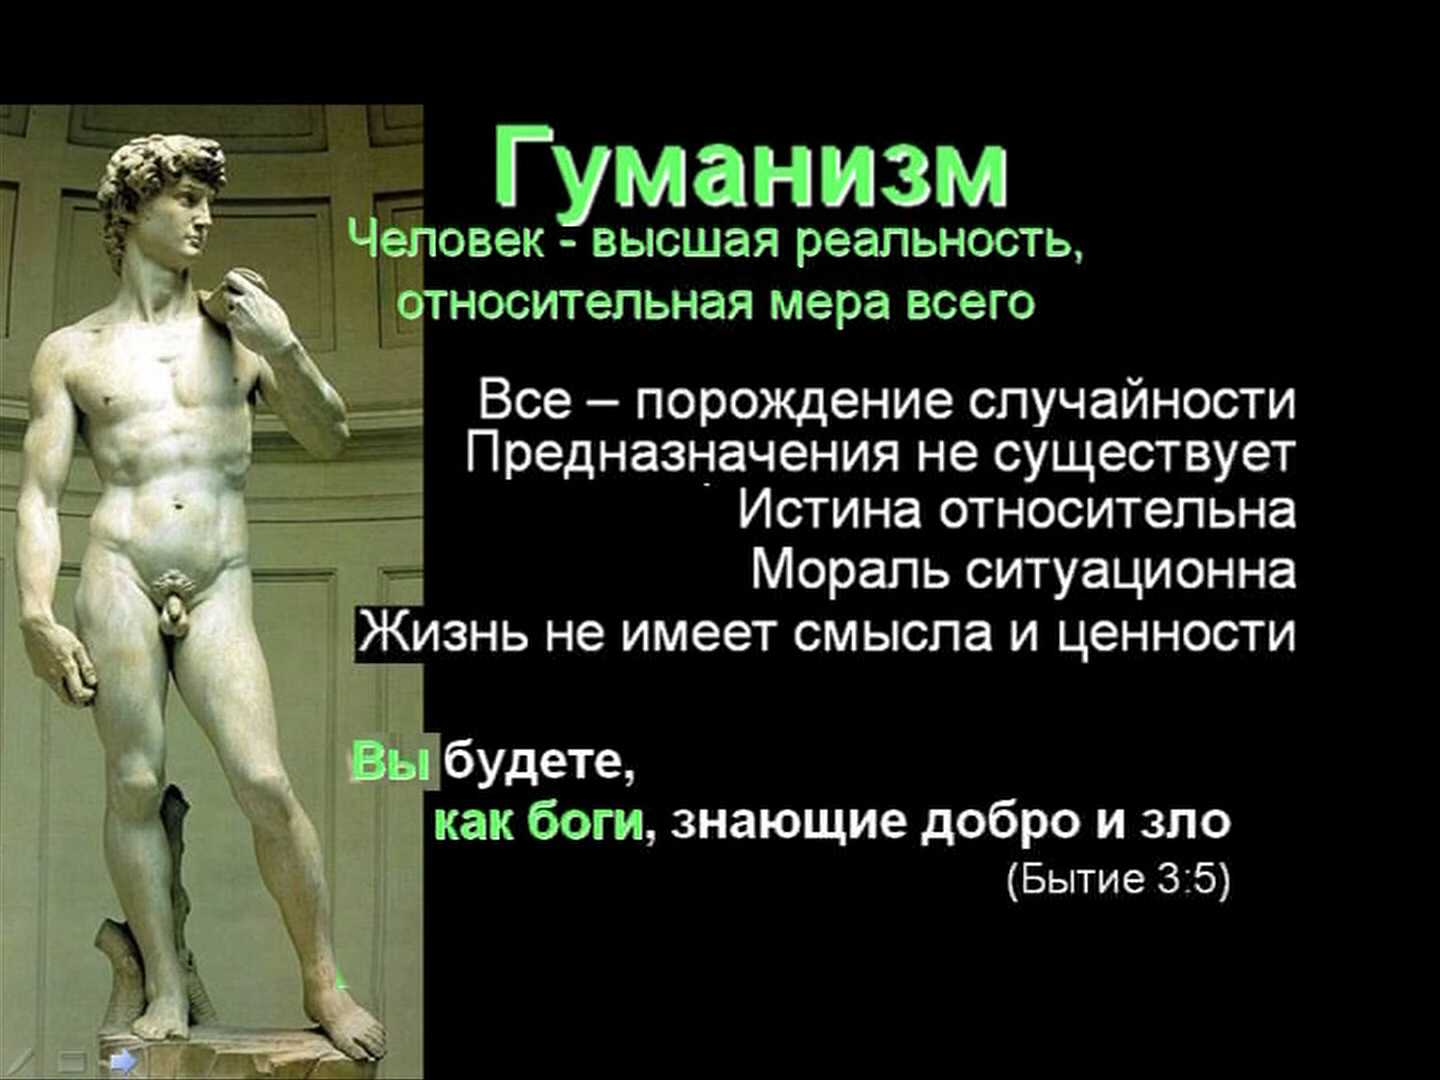 Гуманизм
Человек - высшая реальность,
относительная мера всего
Все – порождение случайности
Предназначения не существует
Истина относительна
Мораль ситуационна
Жизнь не имеет смысла и ценности
Вы будете,
как боги, знающие добро и зло
(Бытие 3:5)